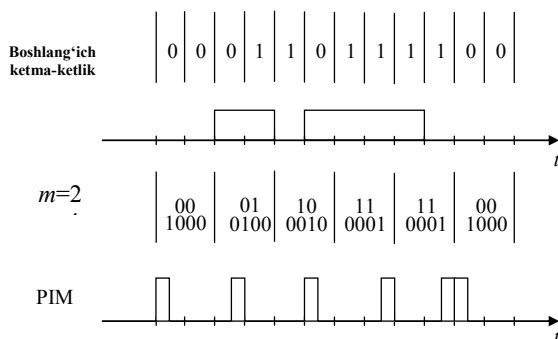 Boshlang‘ich ketma-ketlik
0 0 0 1 1 0 1 1 1 1 0 0
t
m=2
00 01 10 11 11 00
1000 0100 0010 0001 0001 1000
PIM
t